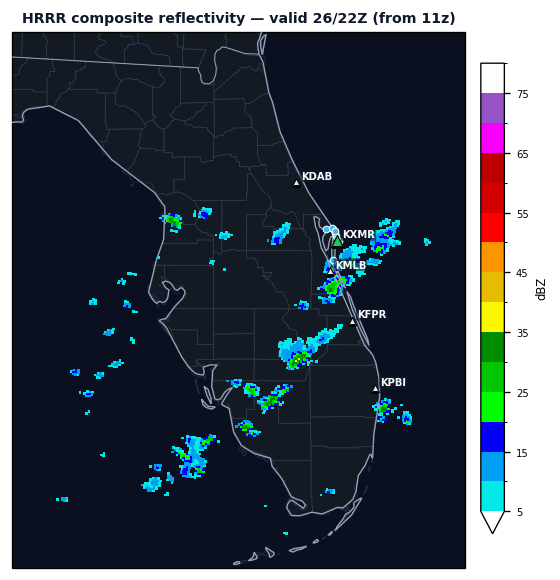 HRRR composite reflectivity — valid 26/22Z (from 11z)
KDAB
KXMR
KMLB
KFPR
KPBI
75
65
55
45
35
25
15
5
dBZ